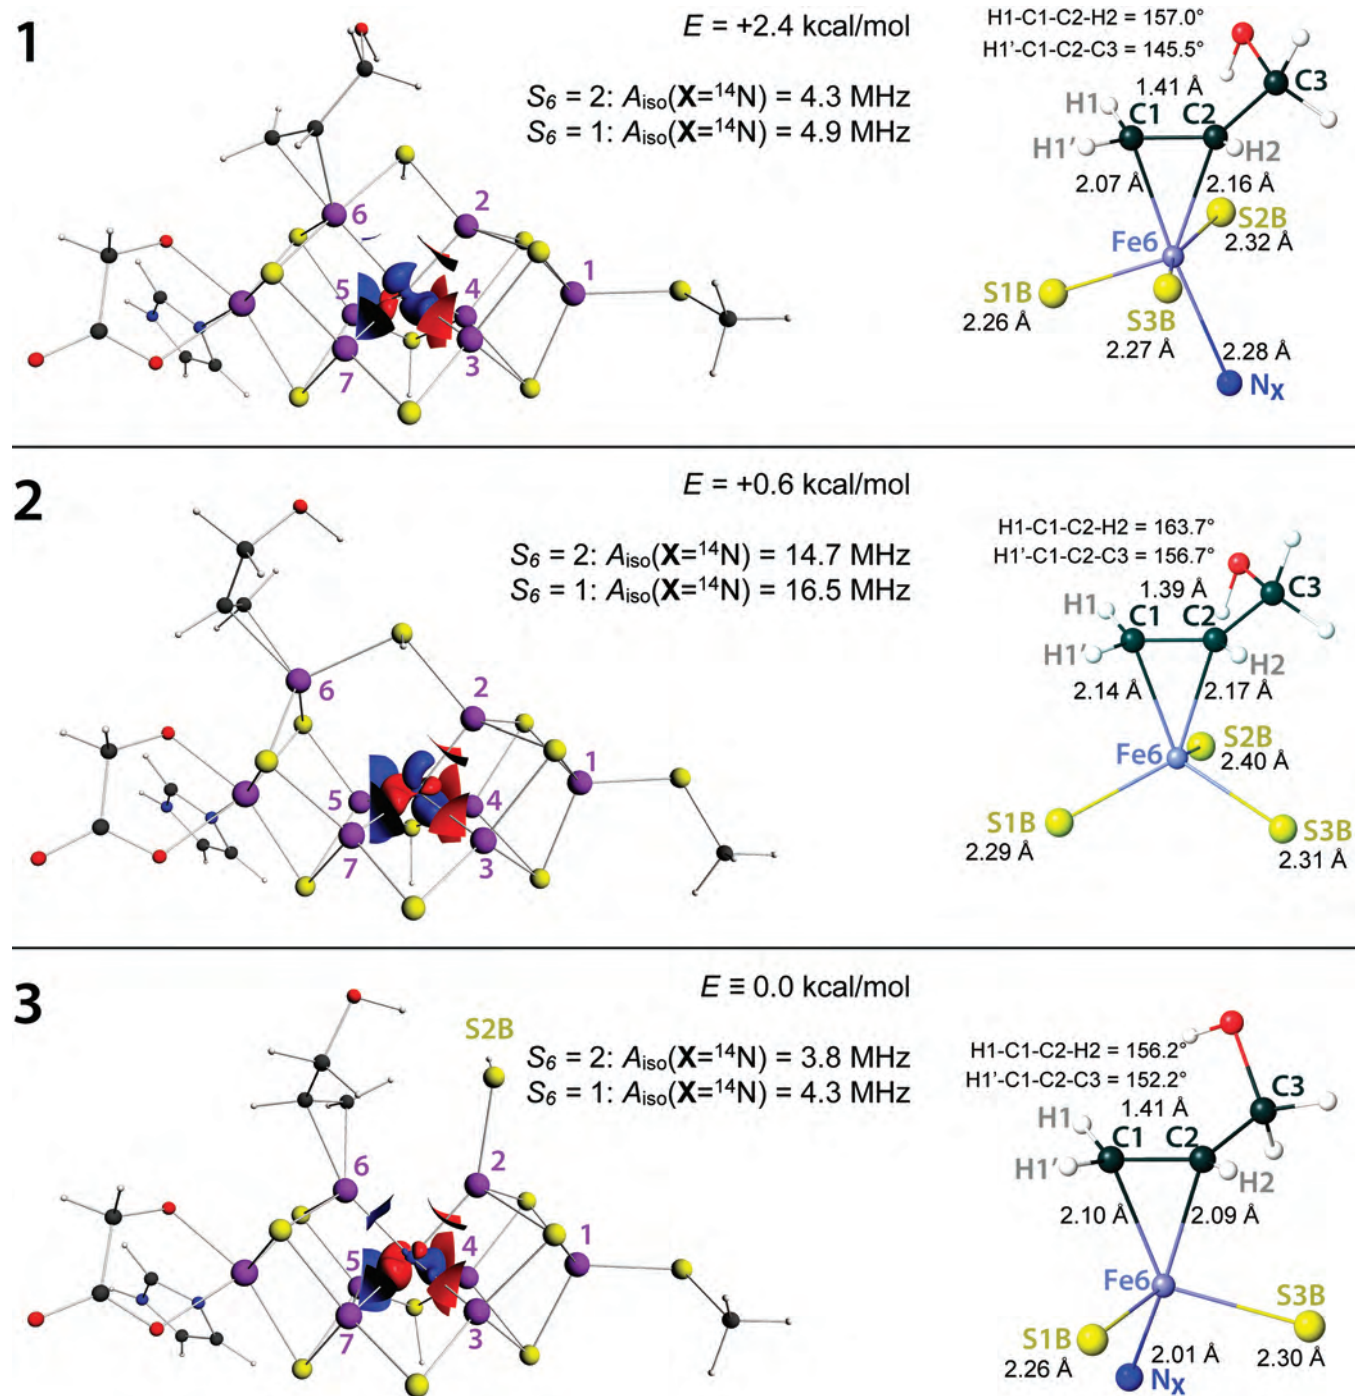 1
E = +2.4 kcal/mol
S6 = 2: Aiso(X=14N) = 4.3 MHz
S6 = 1: Aiso(X=14N) = 4.9 MHz
6
2
1
5
4
7
3
H1-C1-C2-H2 = 157.0°
H1'-C1-C2-C3 = 145.5°
1.41 Å
C3
H1
C1
C2
H1'
H2
2.07 Å
2.16 Å
S2B
Fe6
2.32 Å
S1B
2.26 Å
S3B
2.27 Å
2.28 Å
NX
2
E = +0.6 kcal/mol
S6 = 2: Aiso(X=14N) = 14.7 MHz
S6 = 1: Aiso(X=14N) = 16.5 MHz
6
2
1
5
4
7
3
H1-C1-C2-H2 = 163.7°
H1'-C1-C2-C3 = 156.7°
1.39 Å
C3
H1
C1
C2
H1'
H2
2.14 Å
2.17 Å
S2B
Fe6
2.40 Å
S1B
S3B
2.29 Å
2.31 Å
3
E ≡ 0.0 kcal/mol
S2B
S6 = 2: Aiso(X=14N) = 3.8 MHz
S6 = 1: Aiso(X=14N) = 4.3 MHz
6
2
1
5
4
7
3
H1-C1-C2-H2 = 156.2°
H1'-C1-C2-C3 = 152.2°
1.41 Å
C3
H1
C1
C2
H1'
H2
2.10 Å
2.09 Å
Fe6
S3B
S1B
2.26 Å
2.01 Å
2.30 Å
NX